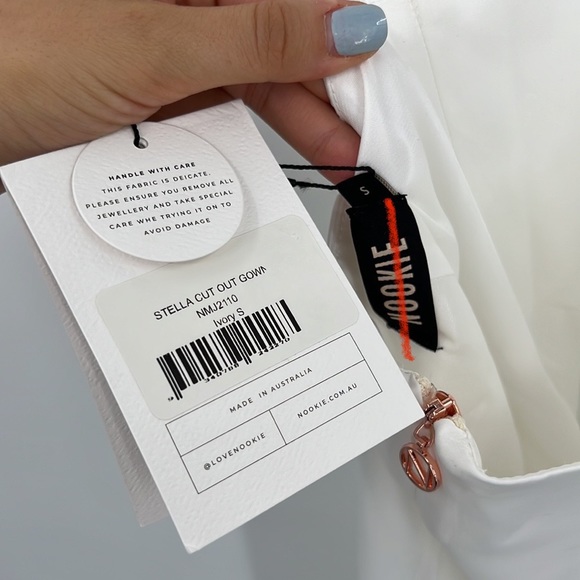 HANDLE WITH CARE
THIS FABRIC IS DEICATE.
PLEASE ENSURE YOU REMOVE ALL
JEWELLERY AND TAKE SPECIAL
CARE WHE TRYING IT ON TO
AVOID DAMAGE
STELLA CUT OUT GOWN
NMJ2110
Ivory S
MADE IN AUSTRALIA
@LOVENOOKIE
NOOKIE.COM.AU
S
NOOKIE